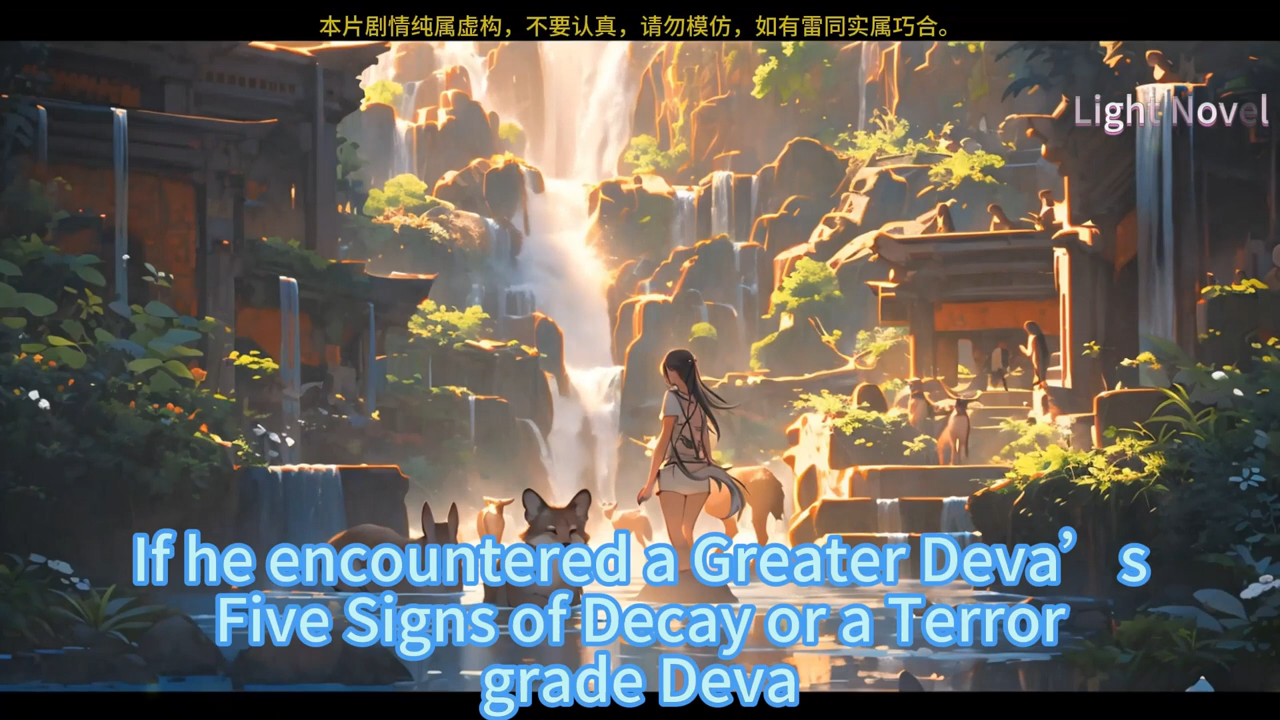 本片剧情纯属虚构，不要认真，请勿模仿，如有雷同实属巧合。
Light Novel
If he encountered a Greater Deva’s
Five Signs of Decay or a Terror
grade Deva